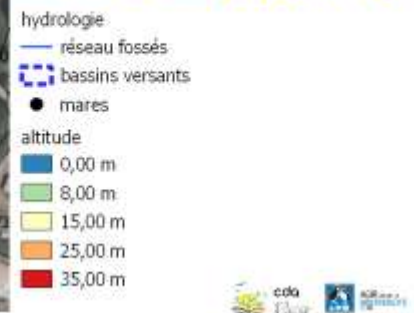 hydrologie
réseau fossés
bassins versants
mares
altitude
0,00 m
8,00 m
15,00 m
25,00 m
35,00 m
cda